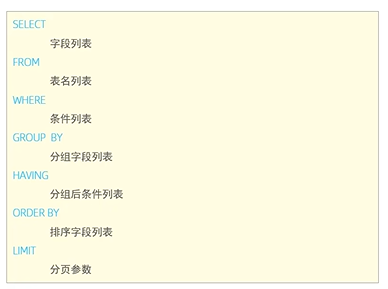 SELECT
字段列表
FROM
表名列表
WHERE
条件列表
GROUP BY
分组字段列表
HAVING
分组后条件列表
ORDER BY
排序字段列表
LIMIT
分页参数